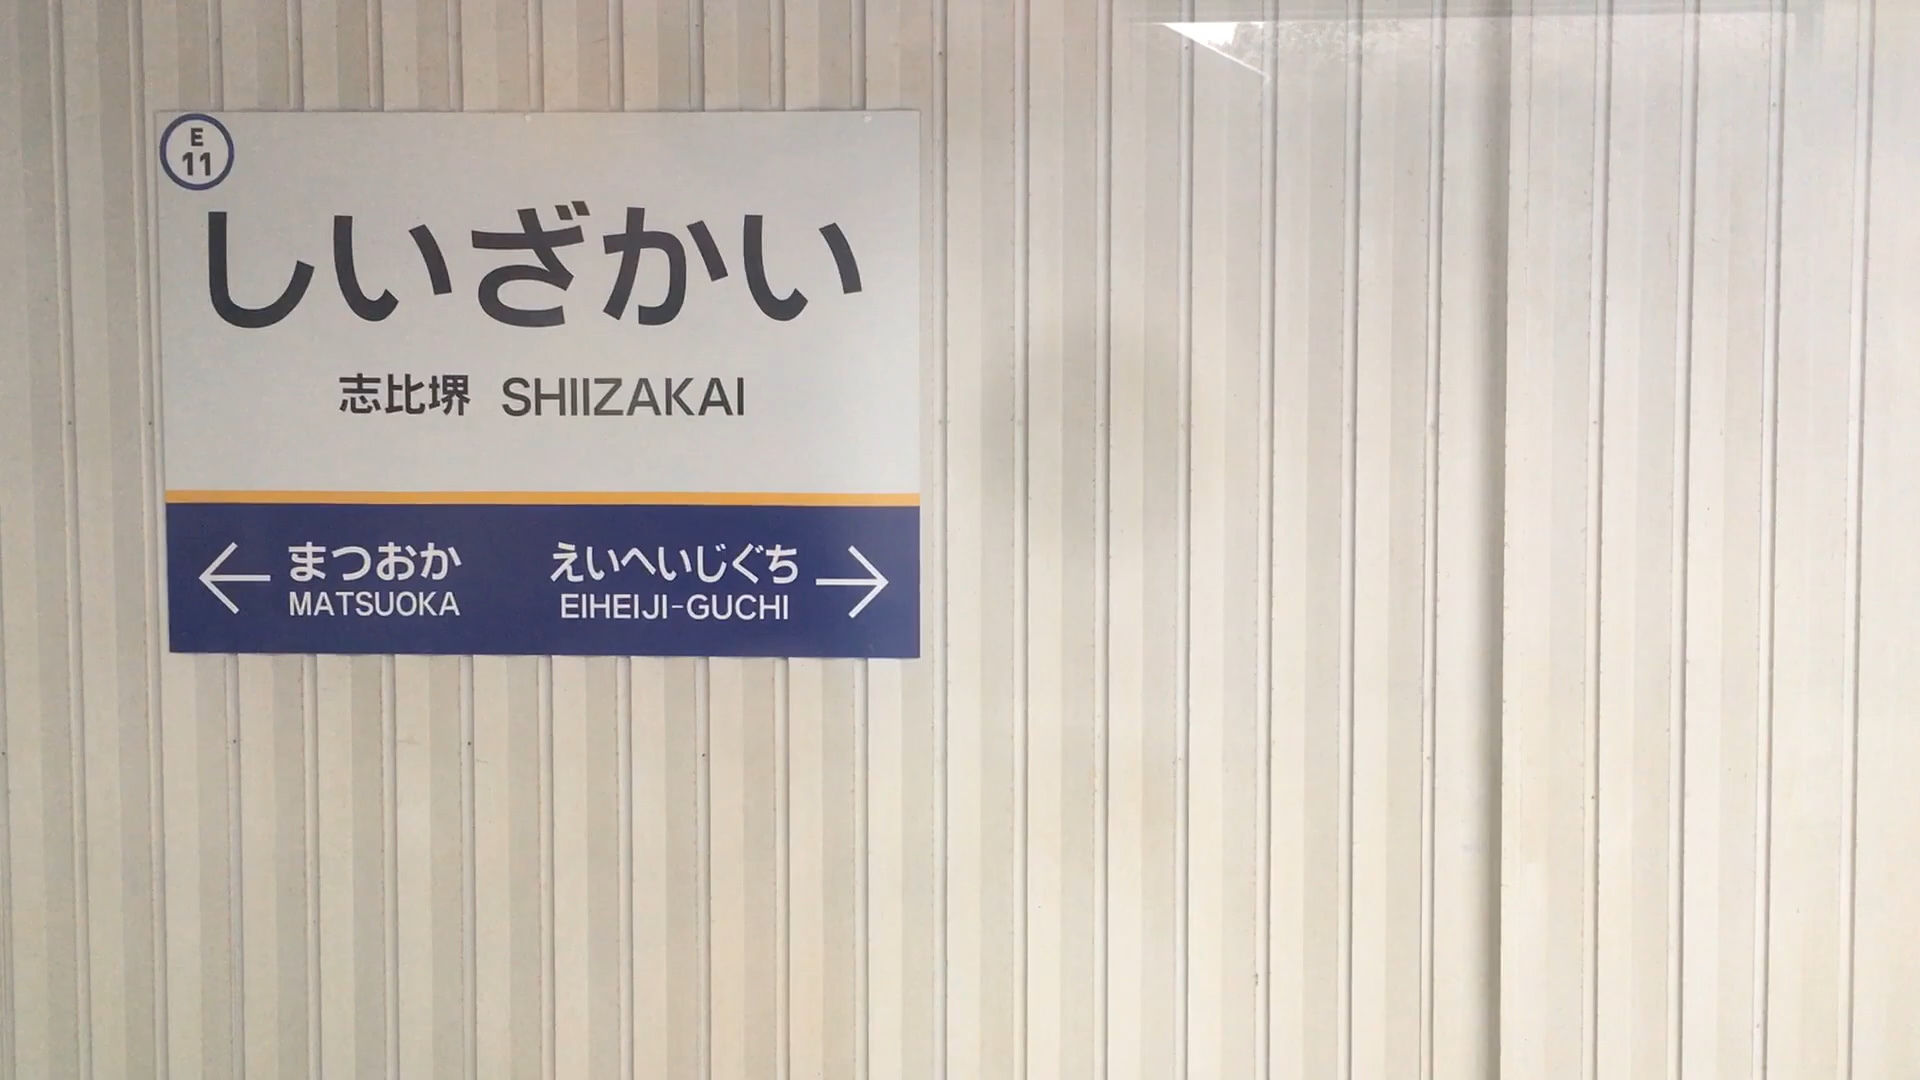 E
11
しいざかい
志比堺 SHIIZAKAI
← まつおか えいへいじぐち →
MATSUOKA EIHEIJI-GUCHI